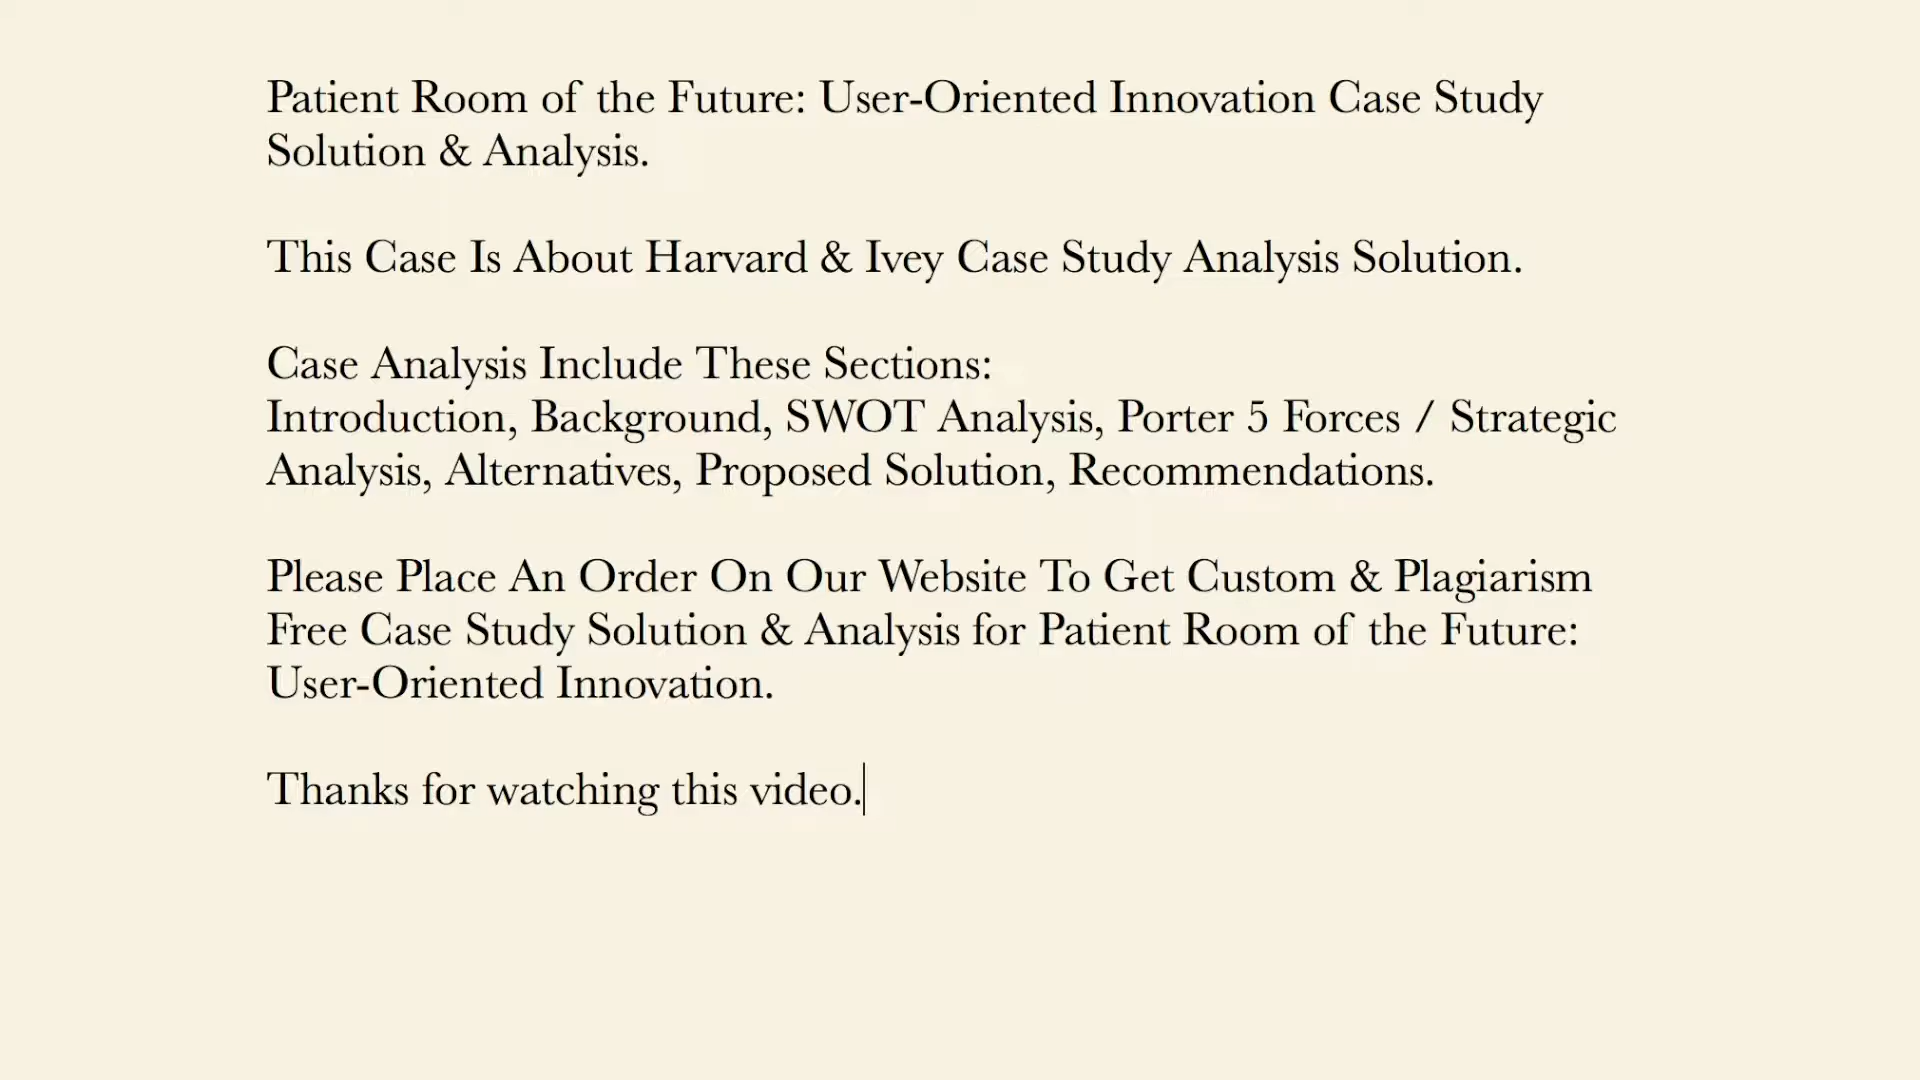 Patient Room of the Future: User-Oriented Innovation Case Study
Solution & Analysis.
This Case Is About Harvard & Ivey Case Study Analysis Solution.
Case Analysis Include These Sections:
Introduction, Background, SWOT Analysis, Porter 5 Forces / Strategic
Analysis, Alternatives, Proposed Solution, Recommendations.
Please Place An Order On Our Website To Get Custom & Plagiarism
Free Case Study Solution & Analysis for Patient Room of the Future:
User-Oriented Innovation.
Thanks for watching this video.